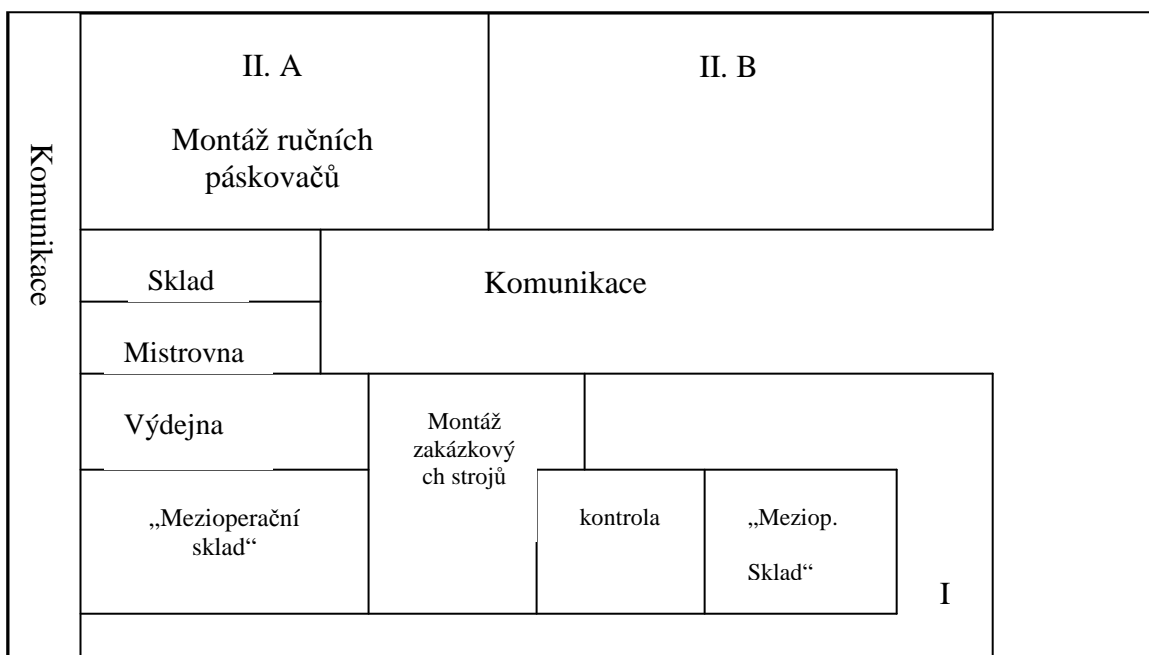 II. A
Montáž ručních
páskovačů
II. B
Komunikace
Sklad
Komunikace
Mistrovna
Výdejna
Montáž
zakázkový
ch strojů
„Mezioperační
sklad“
kontrola
„Meziop.
Sklad“
I